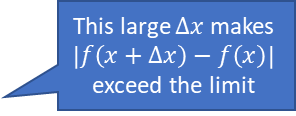 This large Δx makes
|f(x + Δx) − f(x)|
exceed the limit